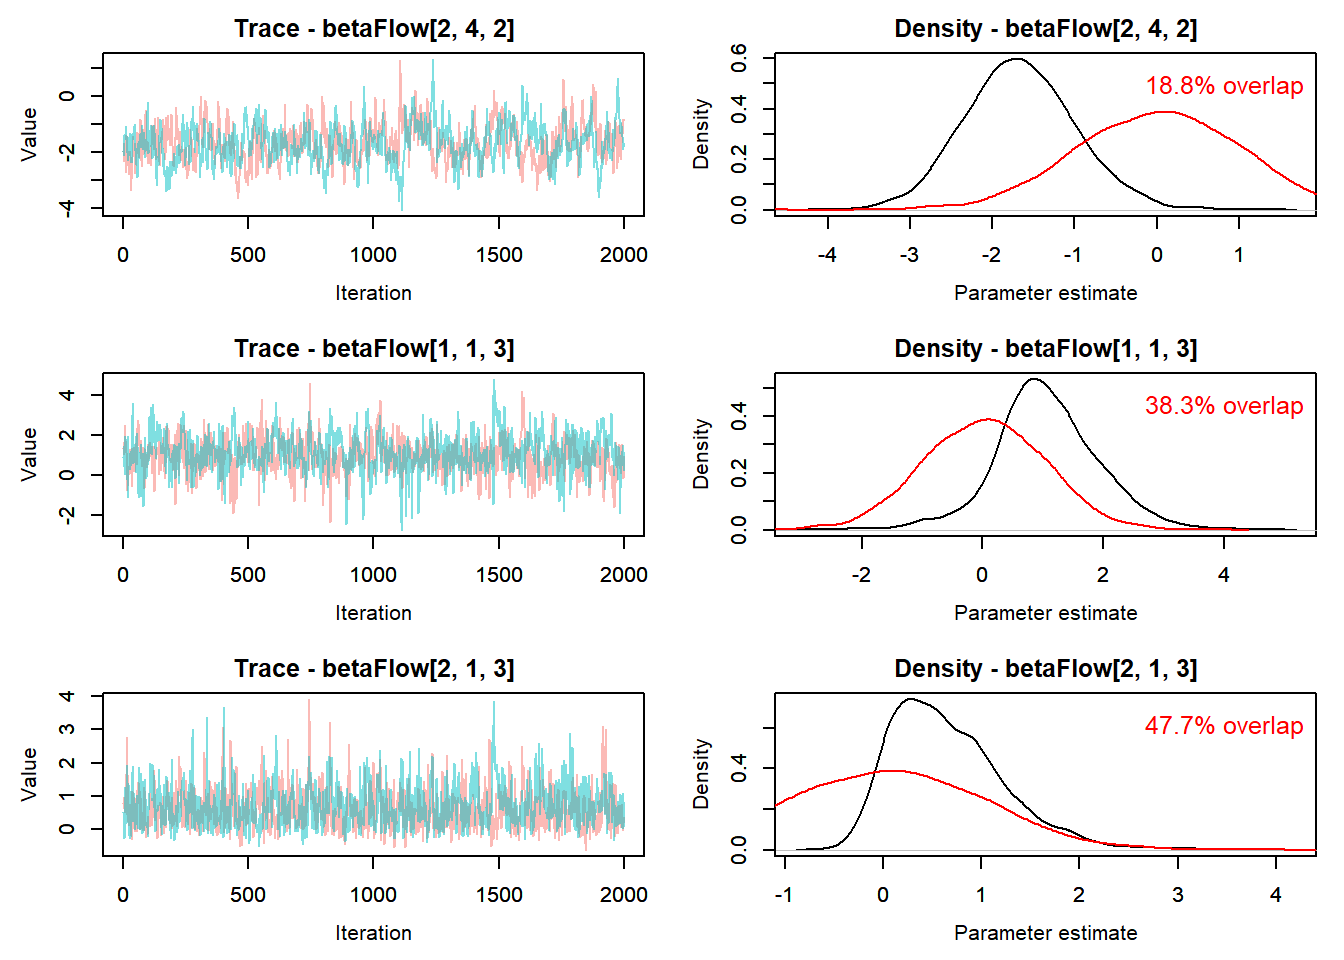 Trace - betaFlow[2, 4, 2]
Value
0
-2
-4
0 500 1000 1500 2000
Iteration
Density - betaFlow[2, 4, 2]
18.8% overlap
Density
0.6
0.4
0.2
0.0
-4 -3 -2 -1 0 1
Parameter estimate
Trace - betaFlow[1, 1, 3]
Value
4
2
0
-2
0 500 1000 1500 2000
Iteration
Density - betaFlow[1, 1, 3]
38.3% overlap
Density
0.4
0.2
0.0
-2 0 2 4
Parameter estimate
Trace - betaFlow[2, 1, 3]
Value
4
3
2
1
0
0 500 1000 1500 2000
Iteration
Density - betaFlow[2, 1, 3]
47.7% overlap
Density
0.4
0.0
-1 0 1 2 3 4
Parameter estimate